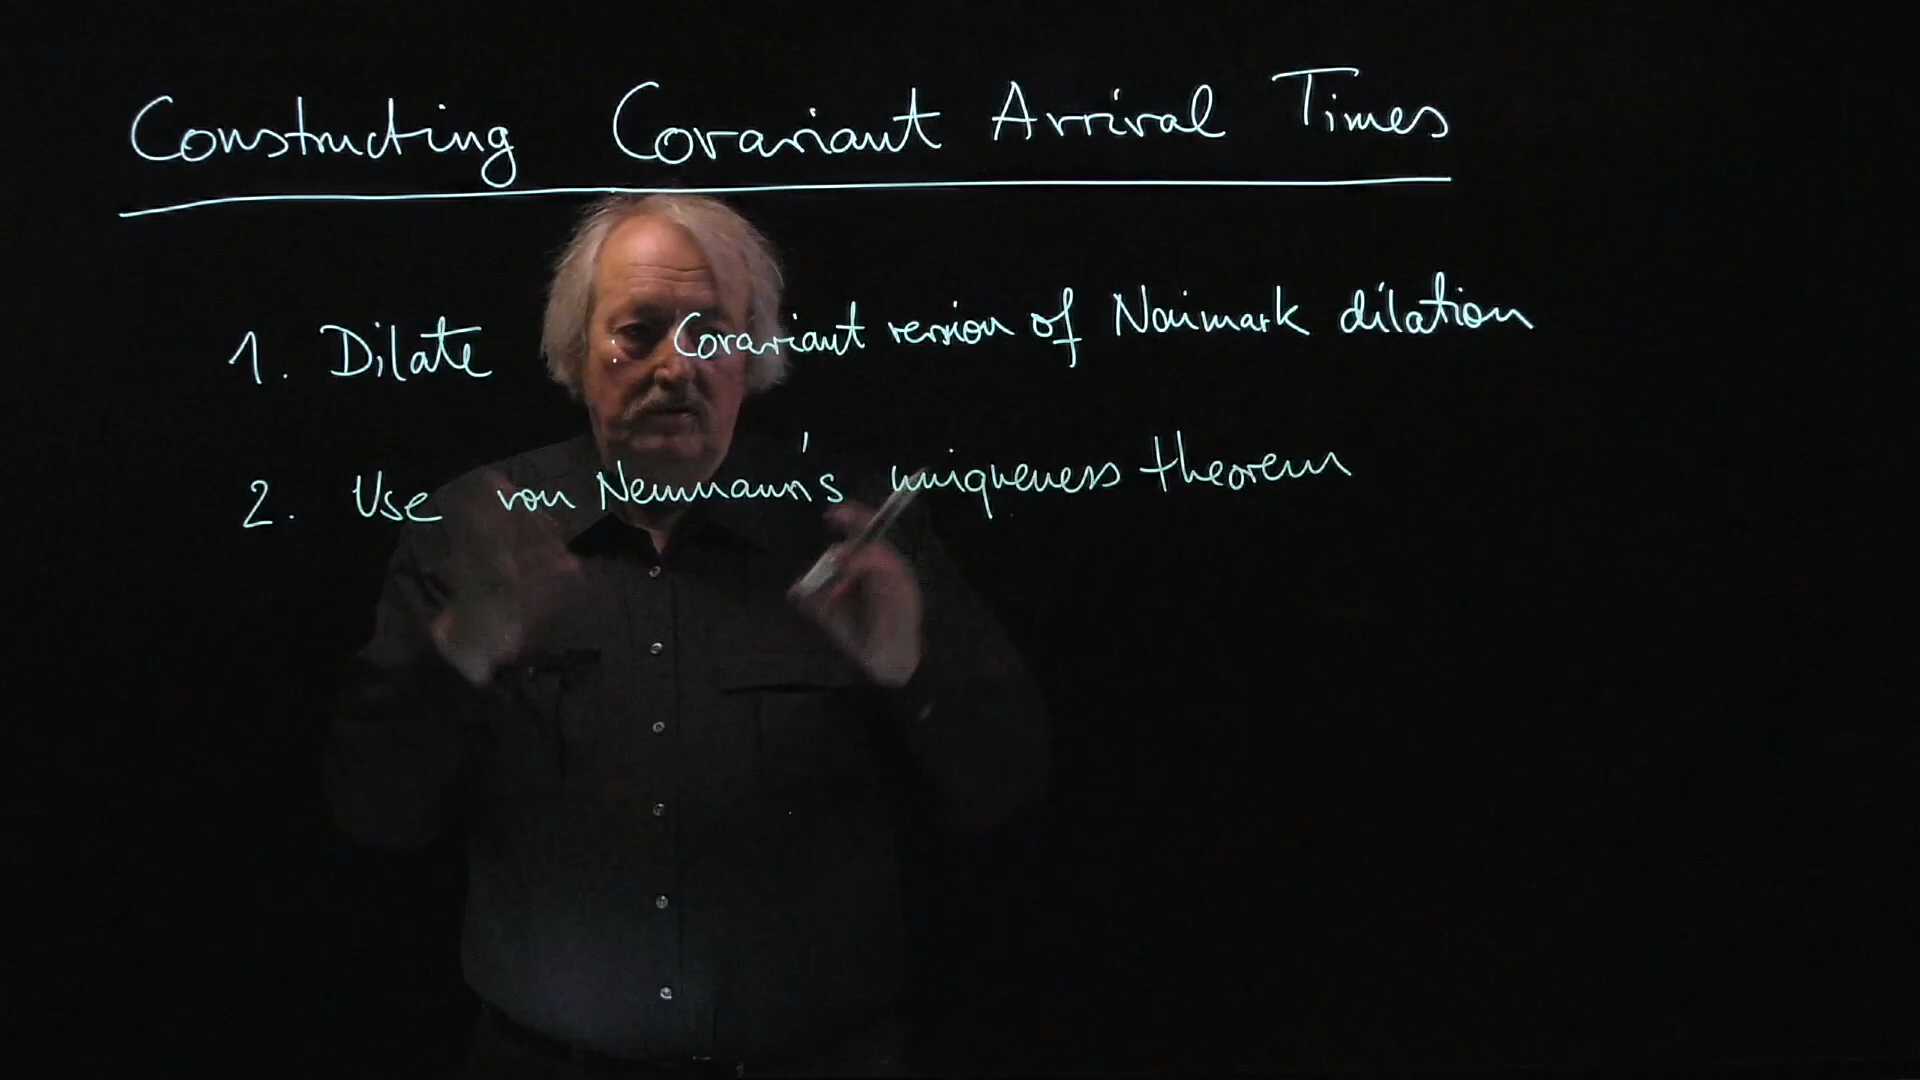 Constructing Covariant Arrival Times
1. Dilate : Covariant version of Naimark dilation
2. Use von Neumann's uniqueness theorem